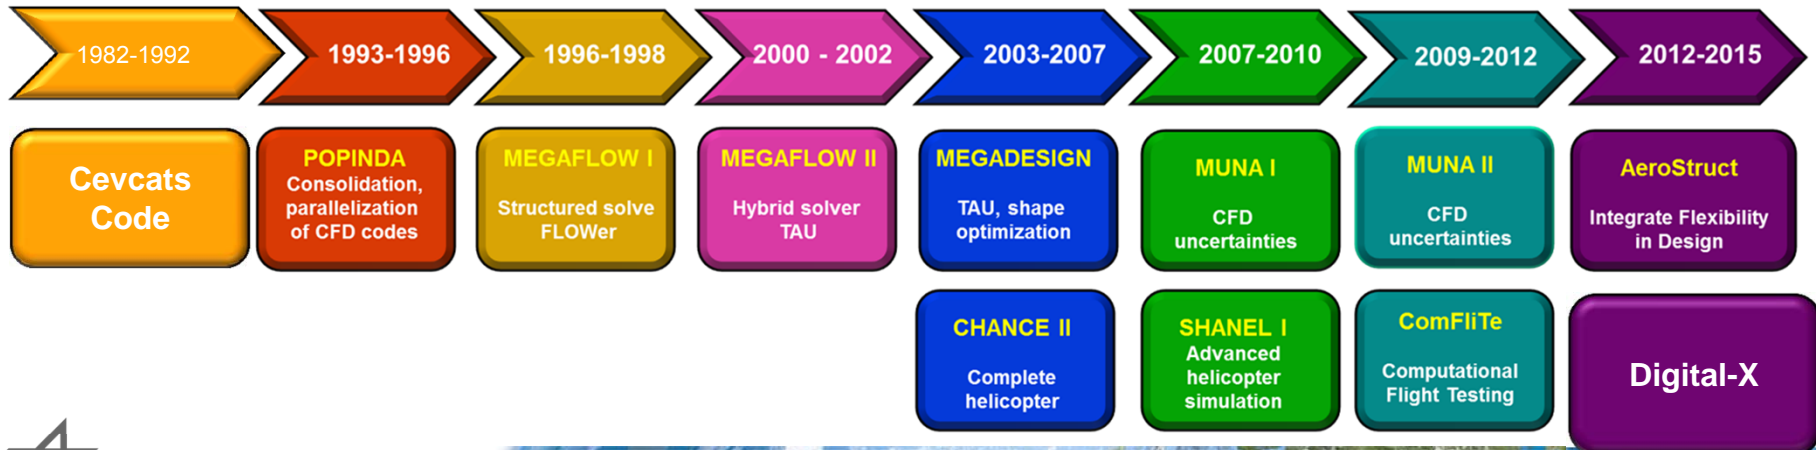 1982-1992
1993-1996
1996-1998
2000 - 2002
2003-2007
2007-2010
2009-2012
2012-2015
Cevcats
Code
POPINDA
Consolidation,
parallelization
of CFD codes
MEGAFLOW I
Structured solve
FLOWer
MEGAFLOW II
Hybrid solver
TAU
MEGADESIGN
TAU, shape
optimization
MUNA I
CFD
uncertainties
MUNA II
CFD
uncertainties
AeroStruct
Integrate Flexibility
in Design
CHANCE II
Complete
helicopter
SHANEL I
Advanced
helicopter
simulation
ComFliTe
Computational
Flight Testing
Digital-X